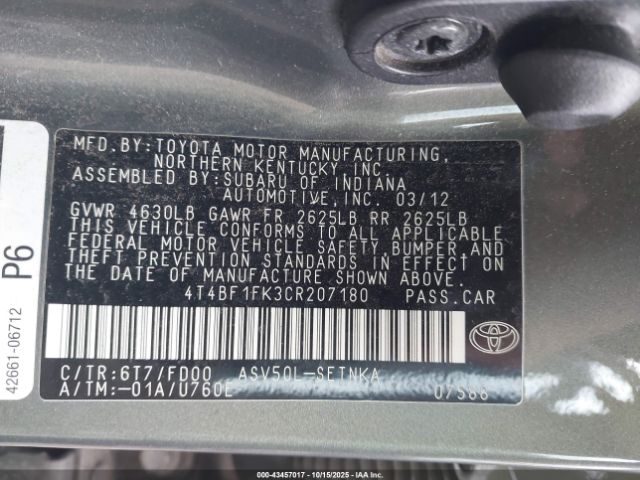 MFD.BY:TOYOTA MOTOR MANUFACTURING,
NORTHERN KENTUCKY, INC.
ASSEMBLED BY:SUBARU OF INDIANA
AUTOMOTIVE, INC. 03/12
GVWR 4630LB GAWR FR 2625LB RR 2625LB
THIS VEHICLE CONFORMS TO ALL APPLICABLE
FEDERAL MOTOR VEHICLE SAFETY, BUMPER AND
THEFT PREVENTION STANDARDS IN EFFECT ON
THE DATE OF MANUFACTURE SHOWN ABOVE.
4T4BF1FK3CR207180 PASS.CAR
C/TR:6T7/FD00 ASV50L-SETNKA
A/TM:-01A/U760E 07S66
P6
42661-06712
000-43457017 - 10/15/2025 - IAAI.CA